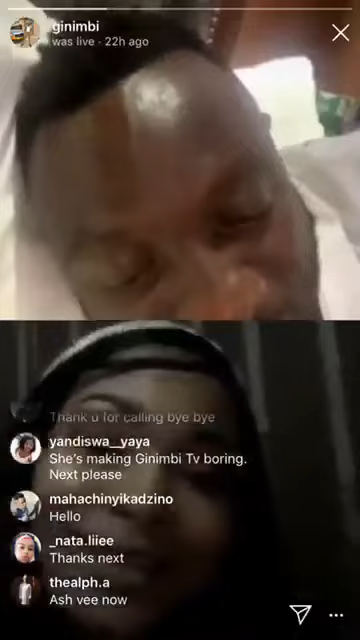 ginimbi
was live · 22h ago
Thank u for calling bye bye
yandiswa__yaya
She's making Ginimbi Tv boring.
Next please
mahachinyikadzino
Hello
_nata.liiee
Thanks next
thealph.a
Ash vee now